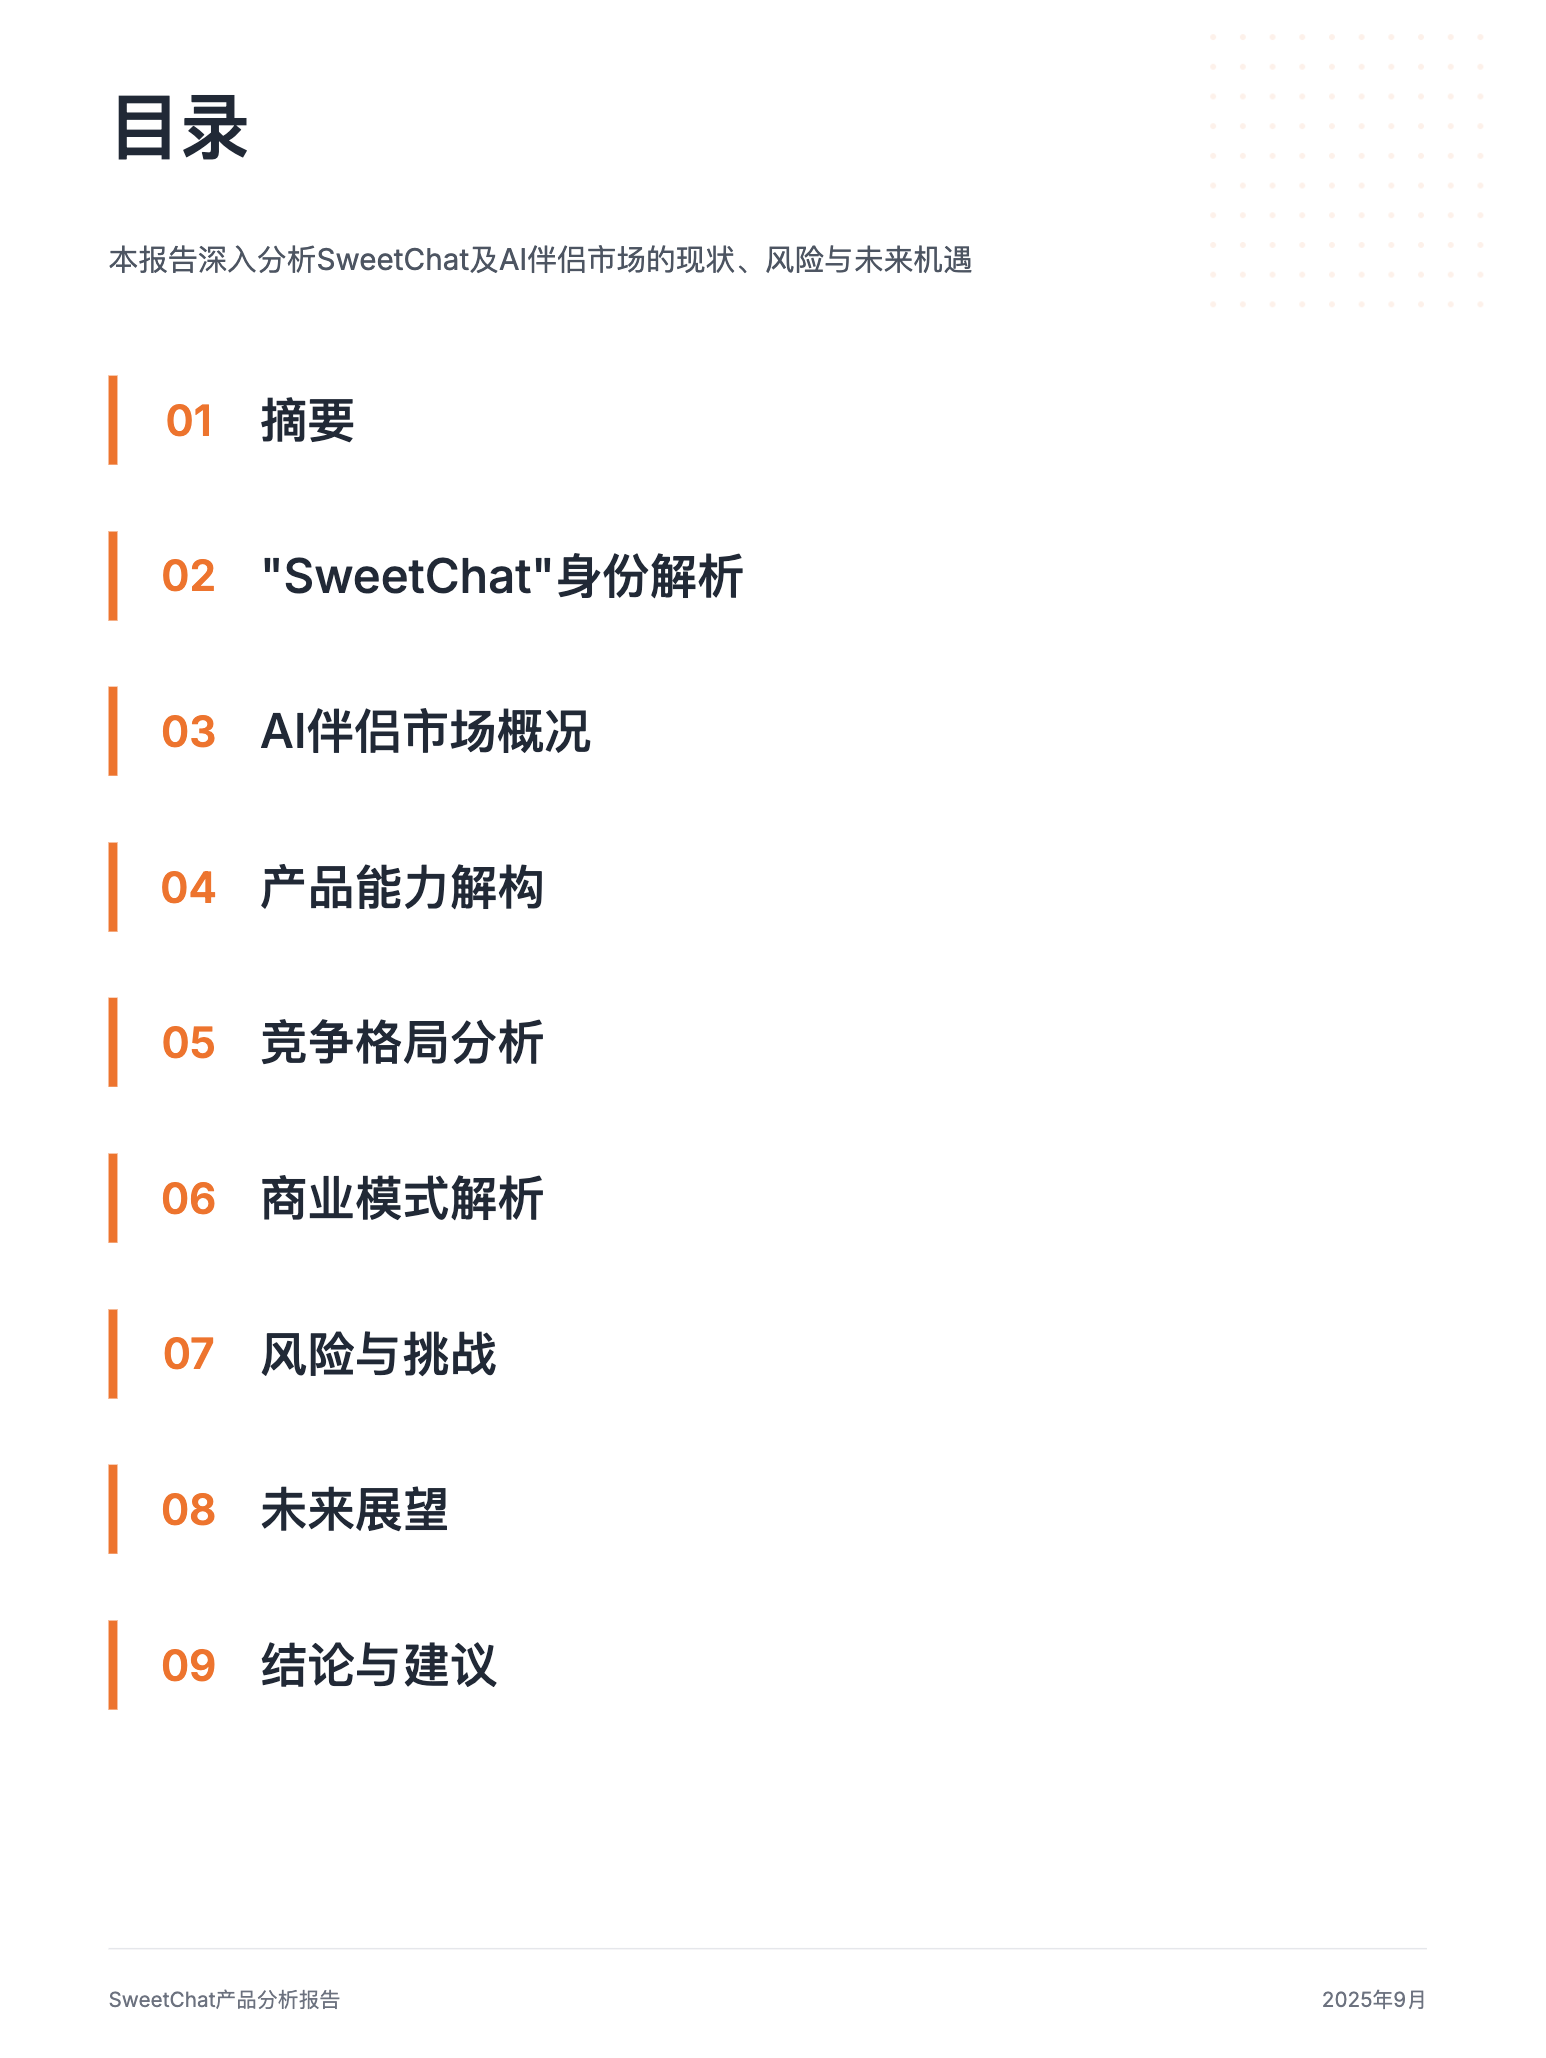 目录
本报告深入分析SweetChat及AI伴侣市场的现状、风险与未来机遇
01 摘要
02 "SweetChat"身份解析
03 AI伴侣市场概况
04 产品能力解构
05 竞争格局分析
06 商业模式解析
07 风险与挑战
08 未来展望
09 结论与建议
SweetChat产品分析报告 2025年9月